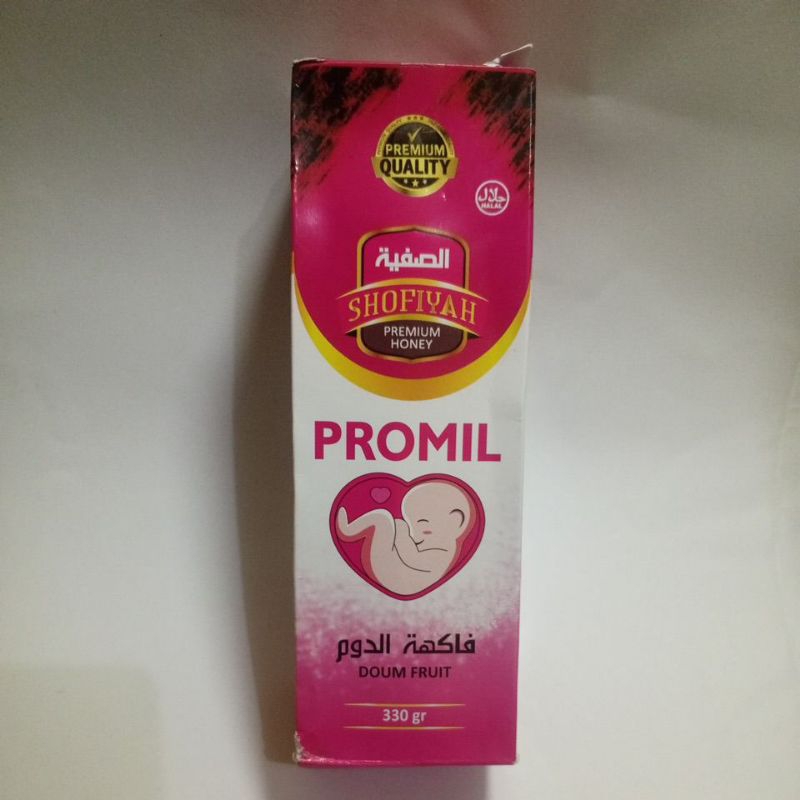 PREMIUM
QUALITY
حلال
HALAL
الصفية
SHOFIYAH
PREMIUM
HONEY
PROMIL
فاكهة الدوم
DOUM FRUIT
330 gr